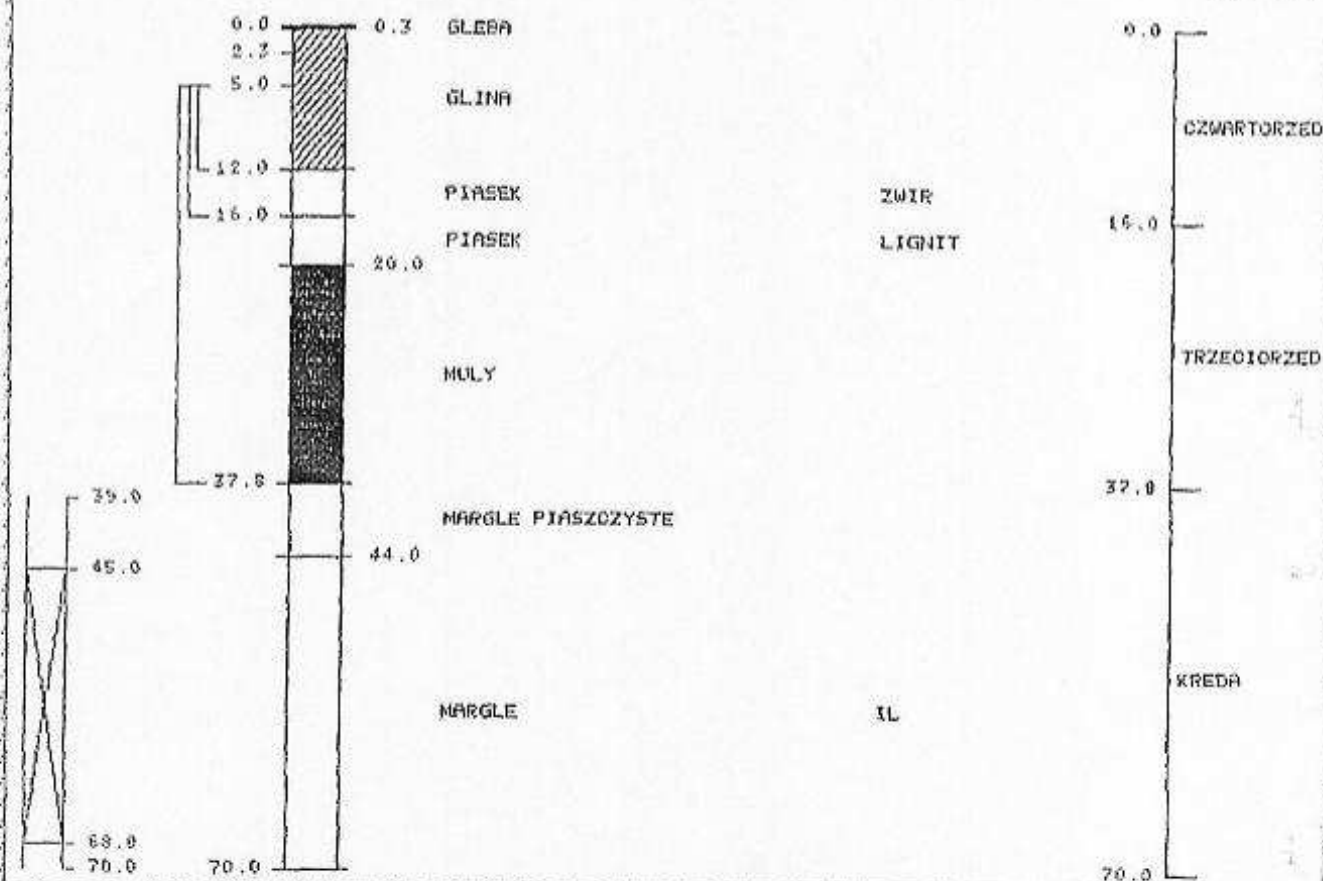 0.0 0.3 GLEBA 0.0
2.3
5.0 GLINA
CZWARTORZED
12.0
PIASEK ZWIR
16.0 16.0
PIASEK LIGNIT
20.0
TRZECIORZED
MULY
37.8 37.8
39.0
MARGLE PIASZCZYSTE
44.0
45.0
KREDA
MARGLE IL
68.0
70.0 70.0 70.0